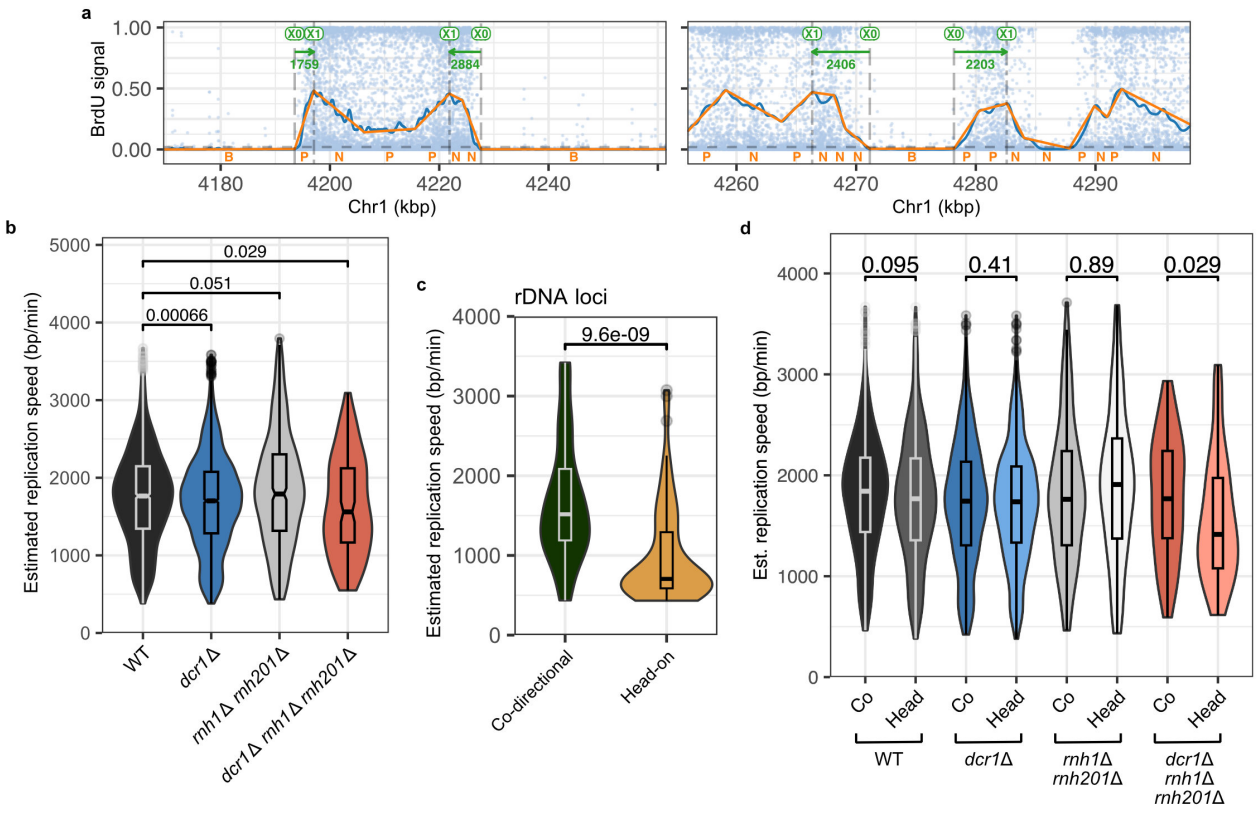 a
BrdU signal
1.00
0.50
0.00
X0 X1 X1 X0
1759 2884
B P N P P N N B
4180 4200 4220 4240
Chr1 (kbp)
X1 X0 X0 X1
2406 2203
P N P N N N B P P N N P N P N
4260 4270 4280 4290
Chr1 (kbp)
b
Estimated replication speed (bp/min)
5000
4000
3000
2000
1000
0
0.029
0.051
0.00066
WT
dcr1Δ
rnh1Δ rnh201Δ
dcr1Δ rnh1Δ rnh201Δ
c
rDNA loci
Estimated replication speed (bp/min)
4000
3000
2000
1000
0
9.6e-09
Co-directional
Head-on
d
Est. replication speed (bp/min)
4000
3000
2000
1000
0
0.095 0.41 0.89 0.029
Co Head Co Head Co Head Co Head
WT
dcr1Δ
rnh1Δ
rnh201Δ
dcr1Δ
rnh1Δ
rnh201Δ